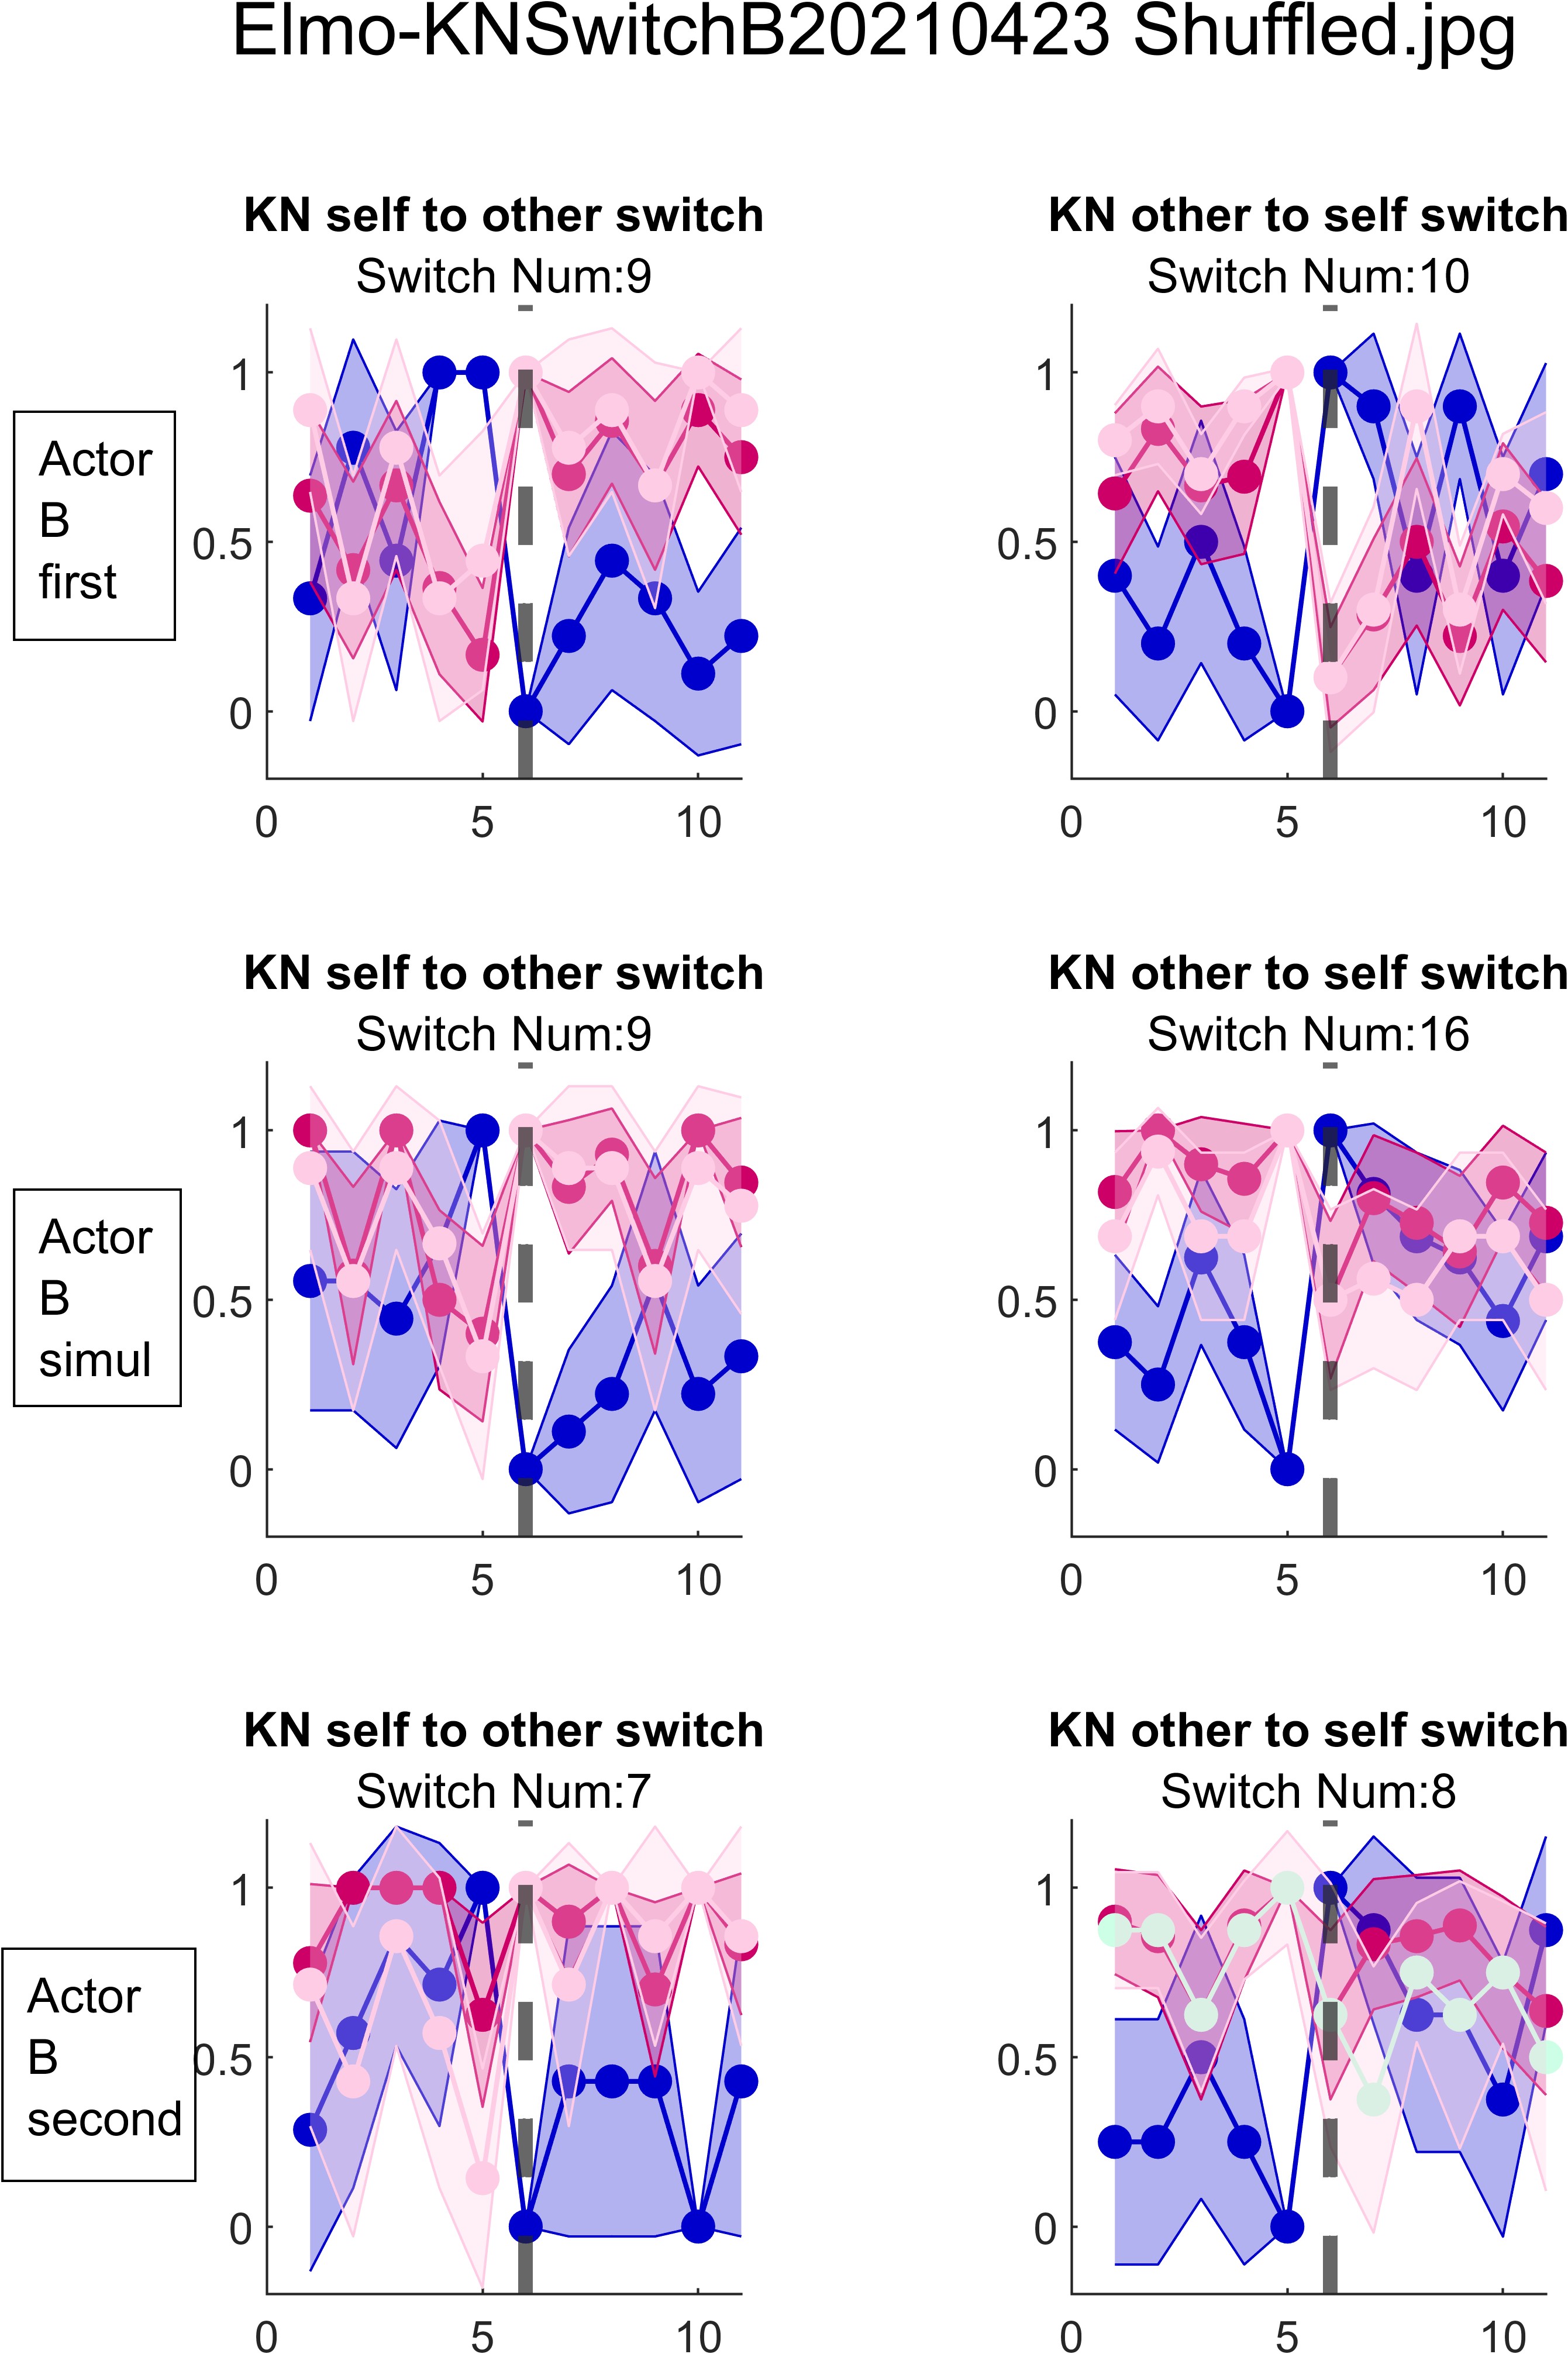 Elmo-KNSwitchB20210423 Shuffled.jpg
KN self to other switch
Switch Num:9
KN other to self switch
Switch Num:10
Actor
B
first
1
0.5
0
0
5
10
1
0.5
0
0
5
10
KN self to other switch
Switch Num:9
KN other to self switch
Switch Num:16
Actor
B
simul
1
0.5
0
0
5
10
1
0.5
0
0
5
10
KN self to other switch
Switch Num:7
KN other to self switch
Switch Num:8
Actor
B
second
1
0.5
0
0
5
10
1
0.5
0
0
5
10